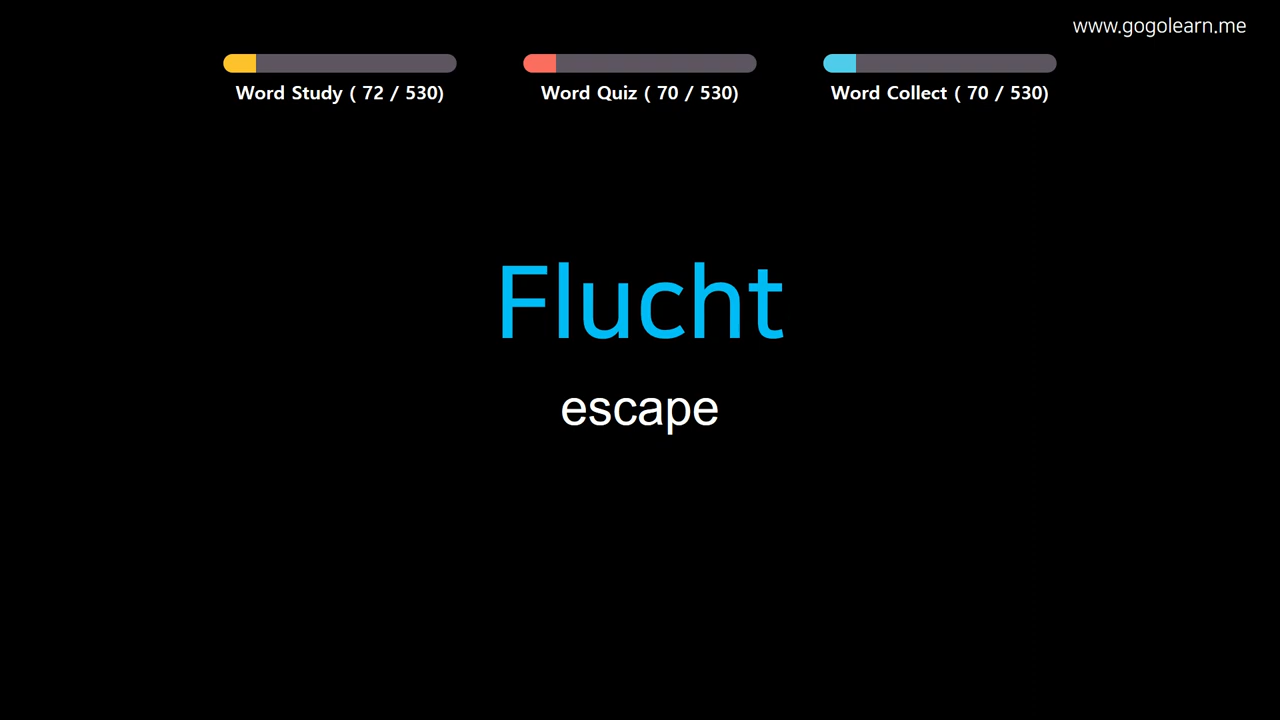 www.gogolearn.me
Word Study ( 72 / 530)
Word Quiz ( 70 / 530)
Word Collect ( 70 / 530)
Flucht
escape